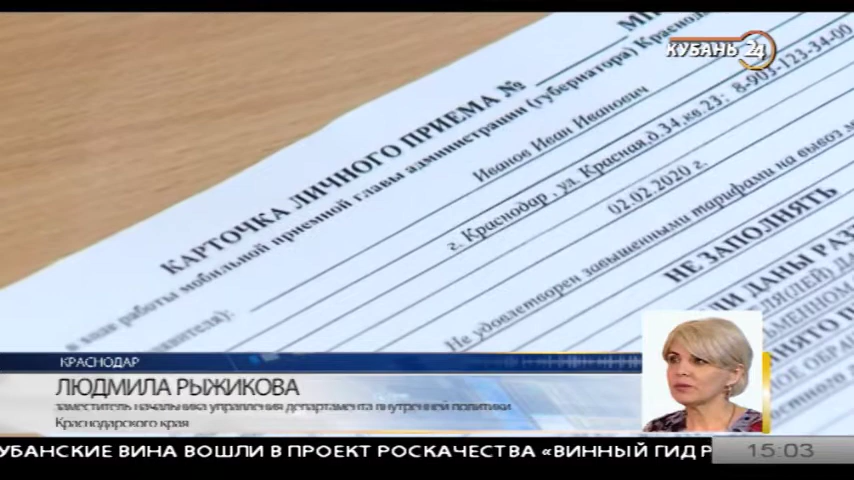 КУБАНЬ 24
КАРТОЧКА ЛИЧНОГО ПРИЕМА №
в ходе работы мобильной приемной главы администрации (губернатора) Краснод
Иванов Иван Иванович
г. Краснодар , ул. Красная,д.34,кв.23; 8-903-123-34-00
02.02.2020 г.
Не удовлетворен завышенными тарифами на вывоз м
НЕ ЗАПОЛНЯТЬ
ДАНЫ РАЗ
КРАСНОДАР
ЛЮДМИЛА РЫЖИКОВА
заместитель начальника управления департамента внутренней политики
Краснодарского края
УБАНСКИЕ ВИНА ВОШЛИ В ПРОЕКТ РОСКАЧЕСТВА «ВИННЫЙ ГИД Р
15:03